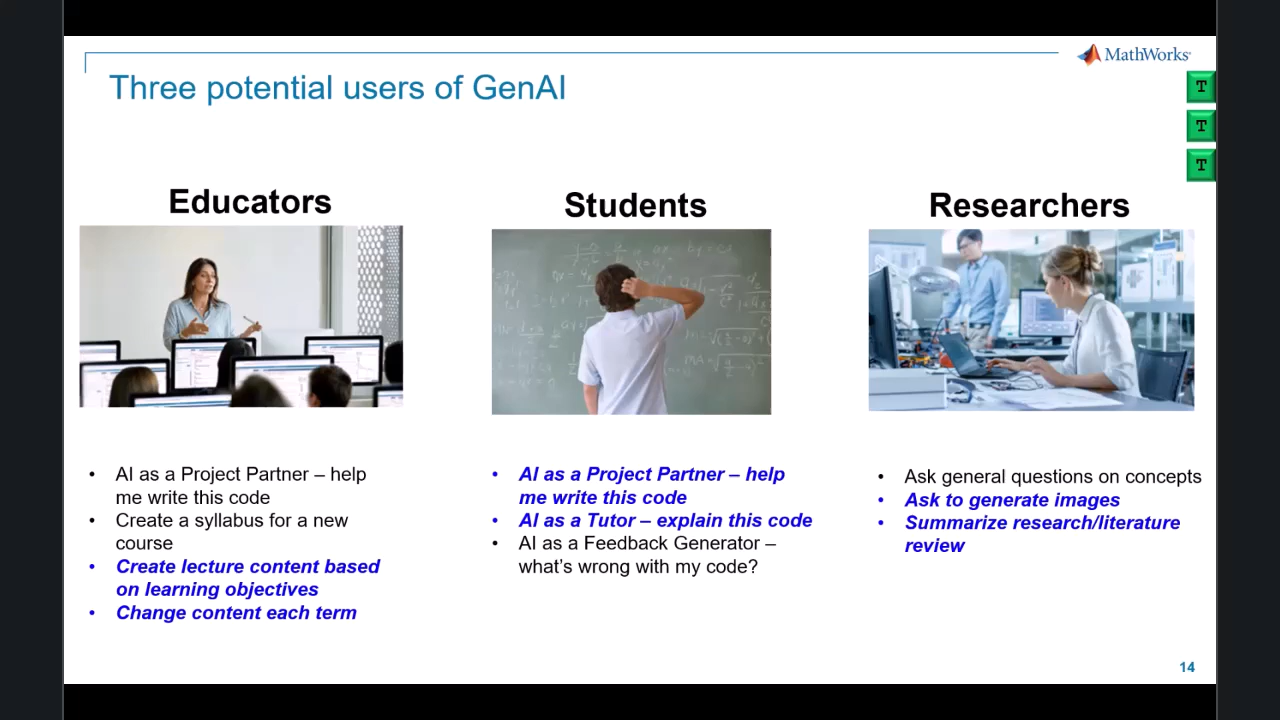 MathWorks
Three potential users of GenAI
T
T
T
Educators
Students
Researchers
• AI as a Project Partner – help
me write this code
• Create a syllabus for a new
course
• Create lecture content based
on learning objectives
• Change content each term
• AI as a Project Partner – help
me write this code
• AI as a Tutor – explain this code
• AI as a Feedback Generator –
what's wrong with my code?
• Ask general questions on concepts
• Ask to generate images
• Summarize research/literature
review
14